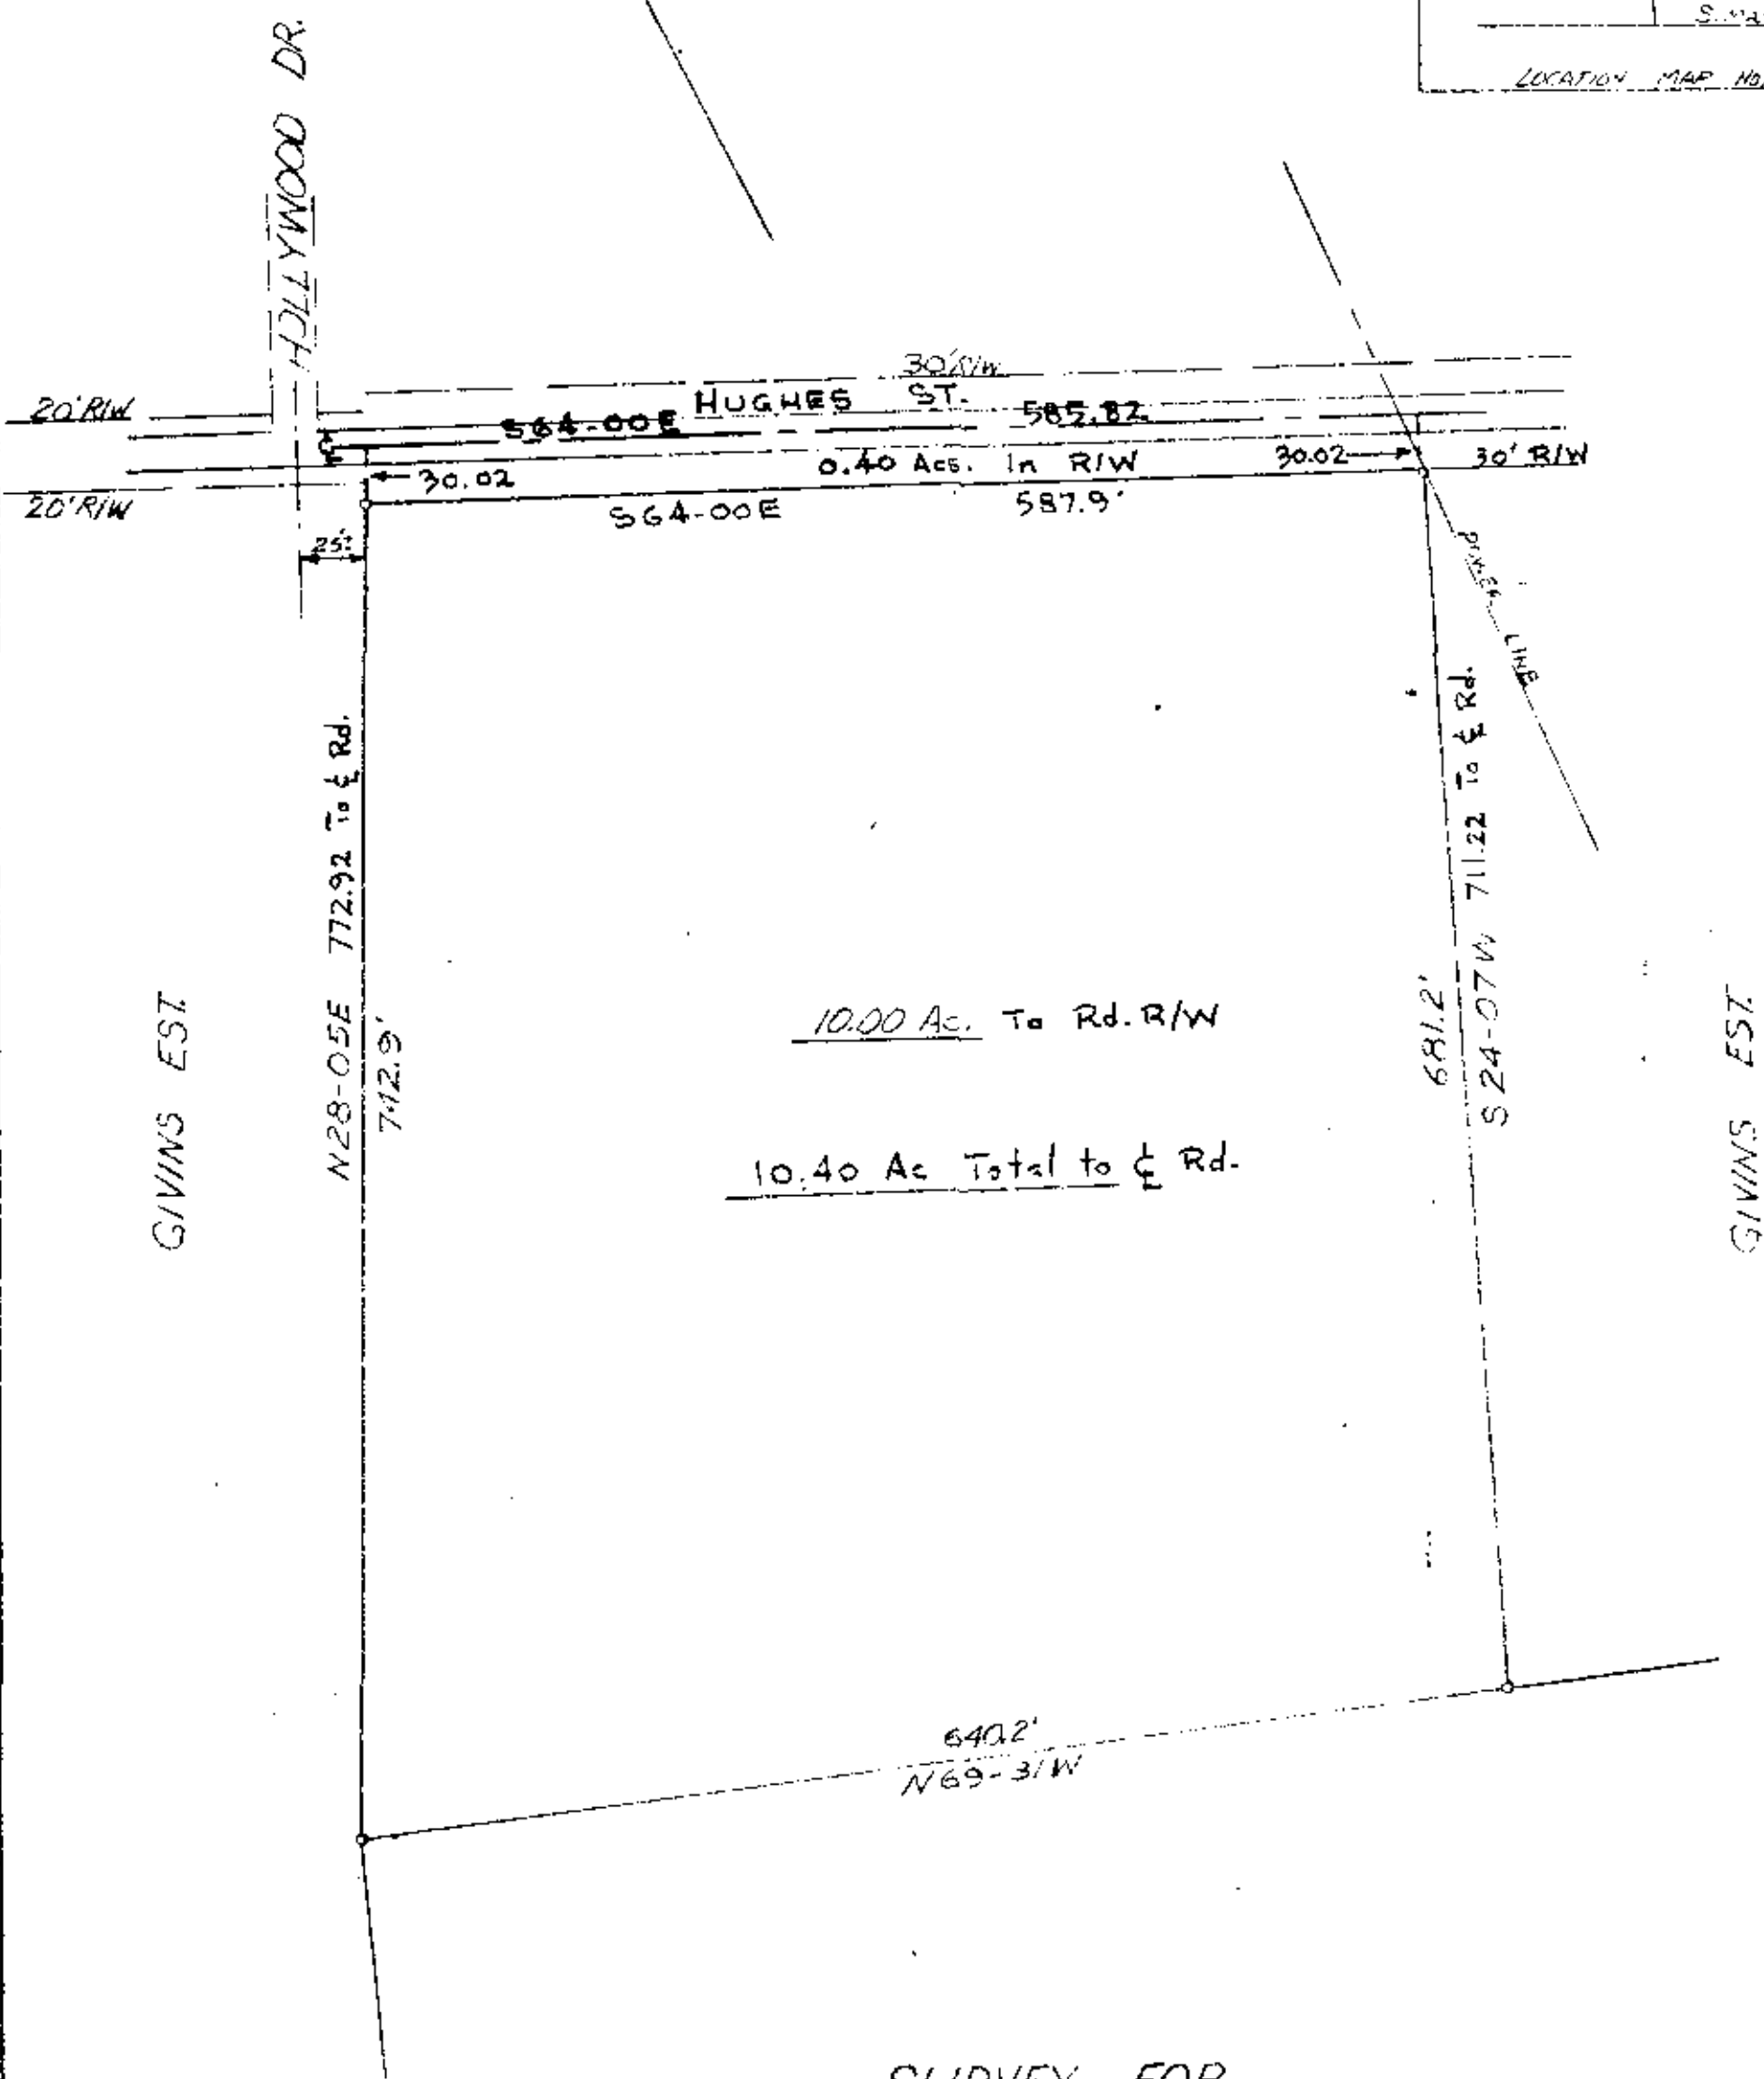 LOCATION MAP NO.
HOLLYWOOD DR.
30' R/W
20' R/W
HUGHES ST.
S64-00E 585.82
30.02
0.40 Acs. In R/W
30.02
30' R/W
20' R/W
S64-00E
587.9'
25'±
POWER LINE
N28-05E 772.92 To ℄ Rd.
742.9'
681.2'
S24-07W 711.22 To ℄ Rd.
GIVINS EST.
GIVINS EST.
10.00 Ac. To Rd. R/W
10.40 Ac Total to ℄ Rd.
640.2'
N69-31W
SURVEY FOR